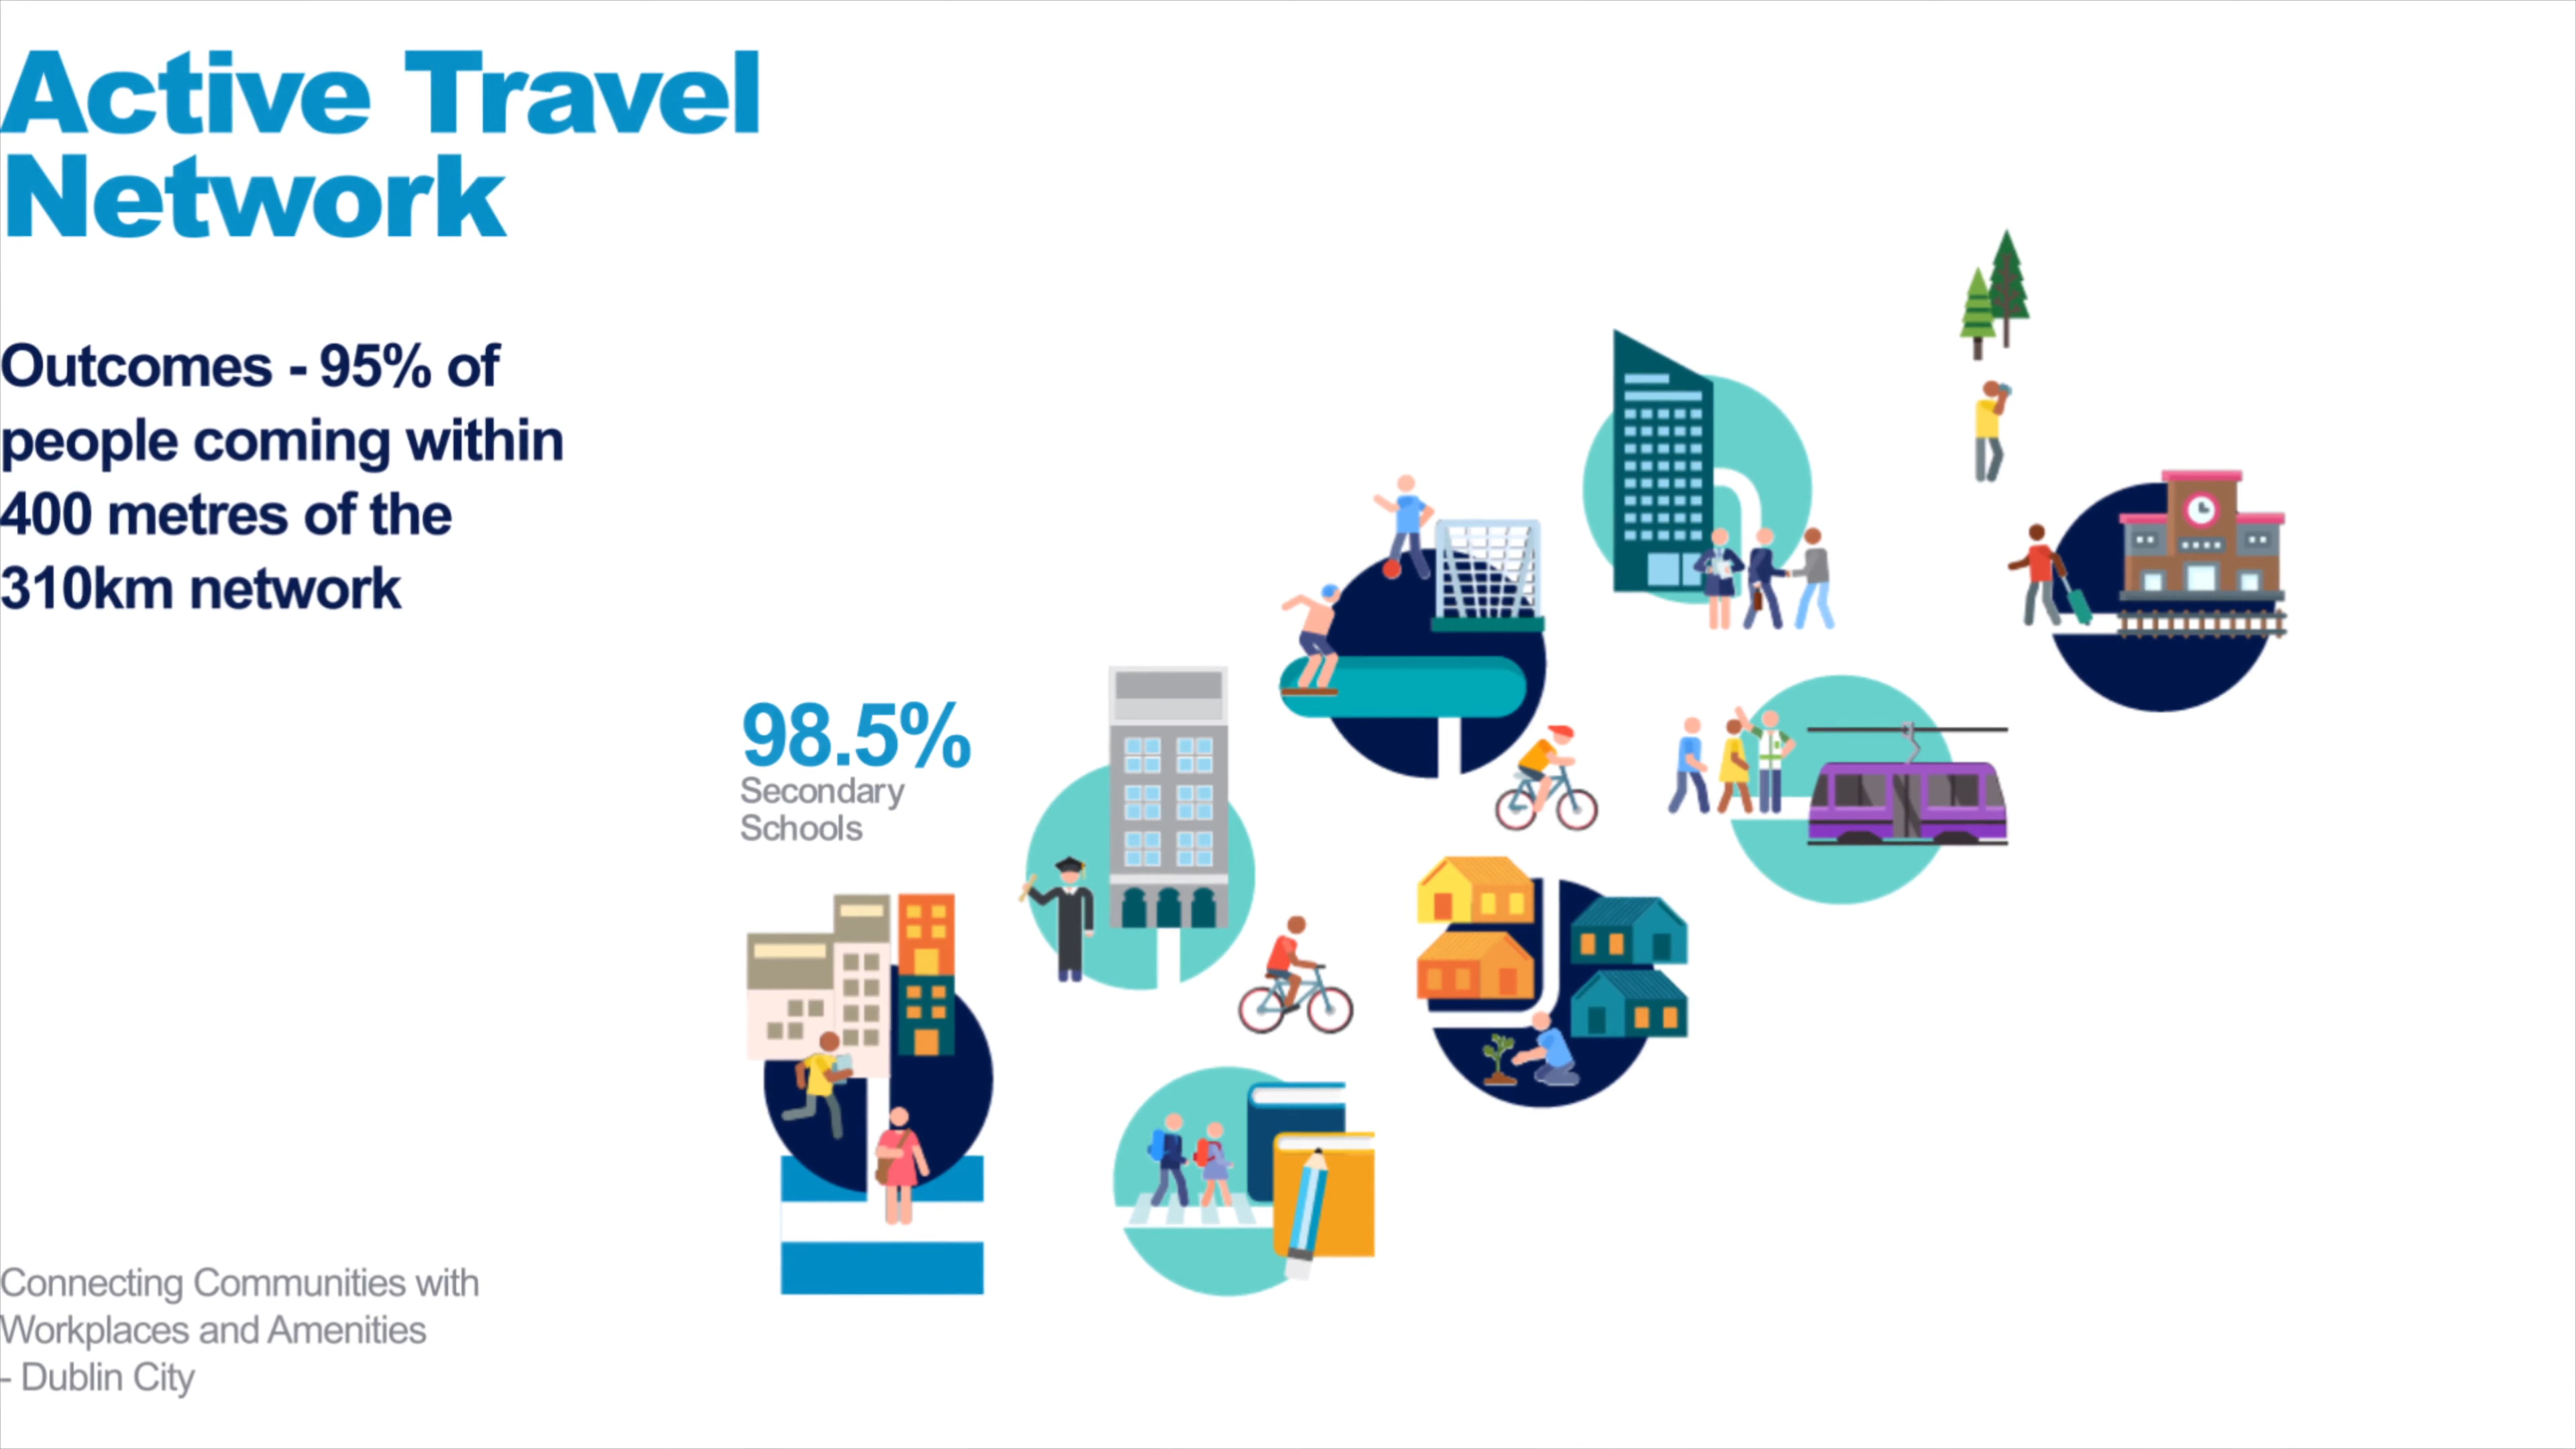 Active Travel
Network
Outcomes - 95% of
people coming within
400 metres of the
310km network
98.5%
Secondary
Schools
Connecting Communities with
Workplaces and Amenities
- Dublin City